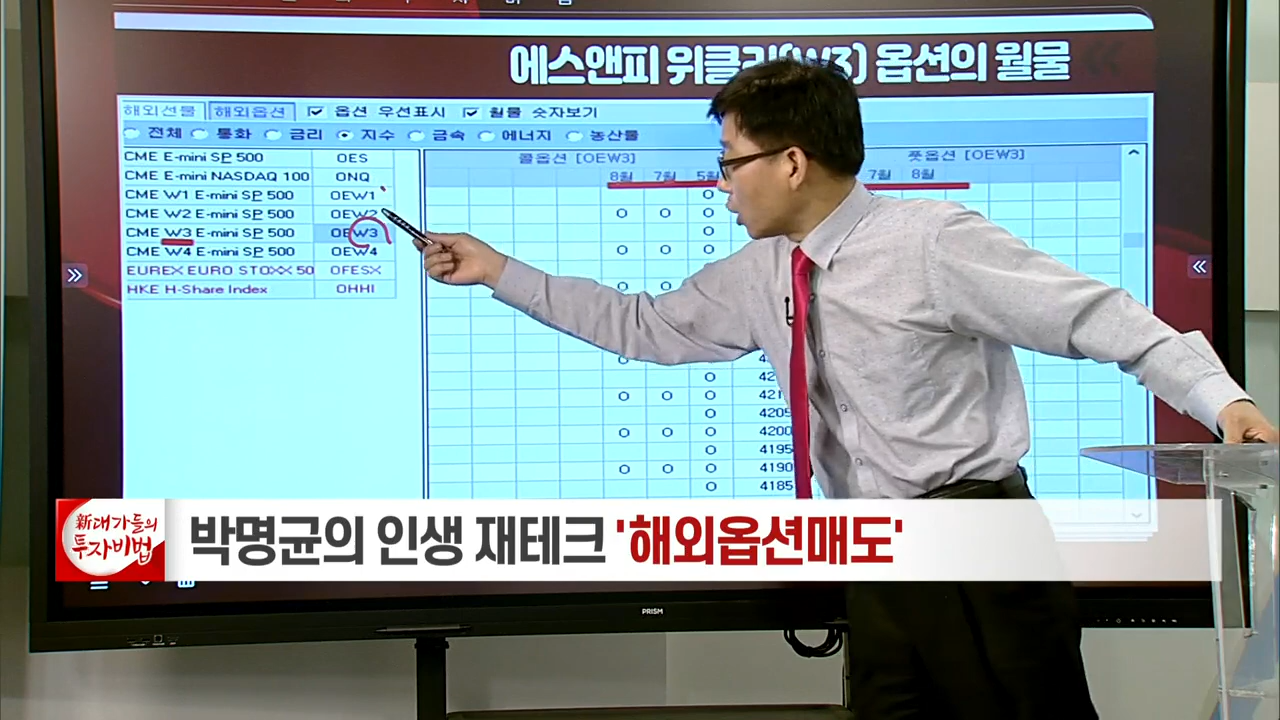 에스앤피 위클리(W3) 옵션의 월물
해외선물 해외옵션 옵션 우선표시 월물 숫자보기
전체 통화 금리 지수 금속 에너지 농산물
CME E-mini SP 500 OES
CME E-mini NASDAQ 100 ONQ
CME W1 E-mini SP 500 OEW1
CME W2 E-mini SP 500 OEW2
CME W3 E-mini SP 500 OEW3
CME W4 E-mini SP 500 OEW4
EUREX EURO STOXX 50 OFESX
HKE H-Share Index OHHI
콜옵션 [OEW3] 풋옵션 [OEW3]
8월 7월 5월 7월 8월
O
O O O
O
O O O
O O
O
O
O O O
O 4205
O O O 4200
O 4195
O O O 4190
O 4185
新대가들의
투자비법
박명균의 인생 재테크 '해외옵션매도'
PRISM